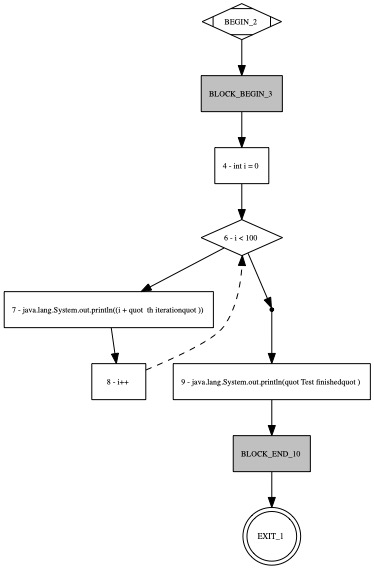 BEGIN_2
BLOCK_BEGIN_3
4 - int i = 0
6 - i < 100
7 - java.lang.System.out.println((i + quot  th iterationquot ))
8 - i++
9 - java.lang.System.out.println(quot Test finishedquot )
BLOCK_END_10
EXIT_1